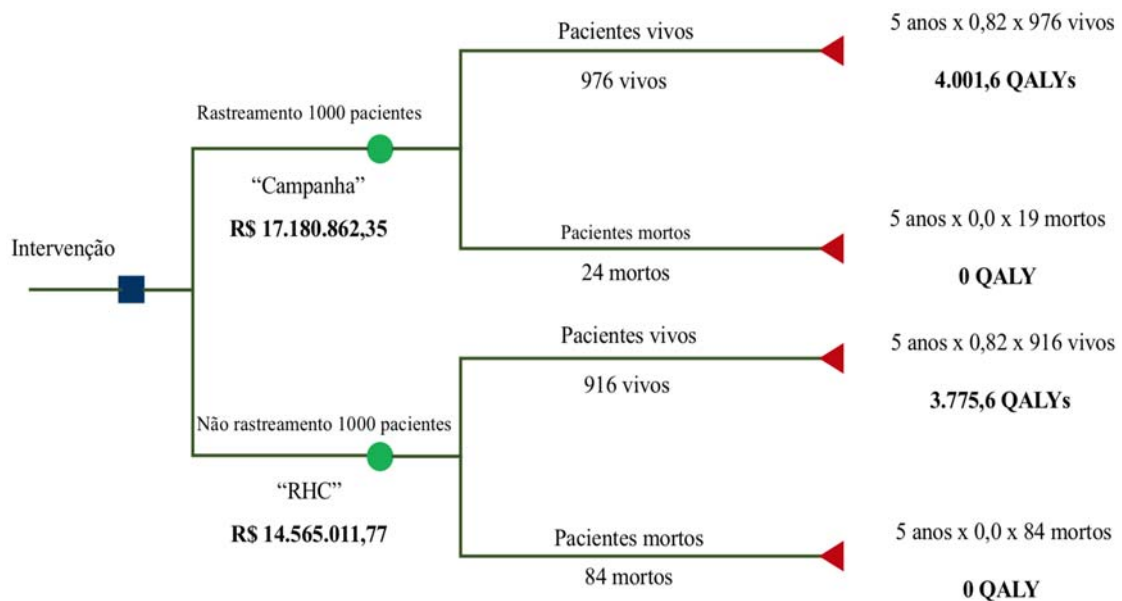 Intervenção
Rastreamento 1000 pacientes
“Campanha”
R$ 17.180.862,35
Pacientes vivos
976 vivos
5 anos x 0,82 x 976 vivos
4.001,6 QALYs
Pacientes mortos
24 mortos
5 anos x 0,0 x 19 mortos
0 QALY
Não rastreamento 1000 pacientes
“RHC”
R$ 14.565.011,77
Pacientes vivos
916 vivos
5 anos x 0,82 x 916 vivos
3.775,6 QALYs
Pacientes mortos
84 mortos
5 anos x 0,0 x 84 mortos
0 QALY